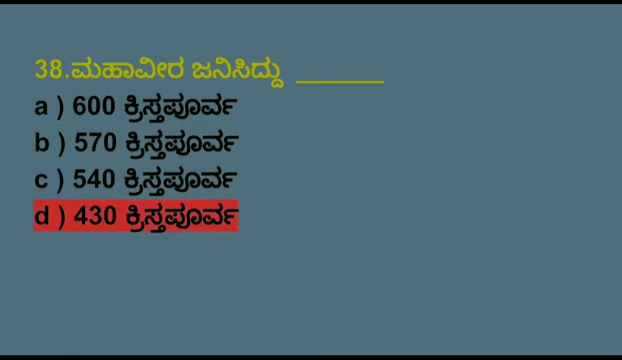 38.ಮಹಾವೀರ ಜನಿಸಿದ್ದು ______
a ) 600 ಕ್ರಿಸ್ತಪೂರ್ವ
b ) 570 ಕ್ರಿಸ್ತಪೂರ್ವ
c ) 540 ಕ್ರಿಸ್ತಪೂರ್ವ
d ) 430 ಕ್ರಿಸ್ತಪೂರ್ವ